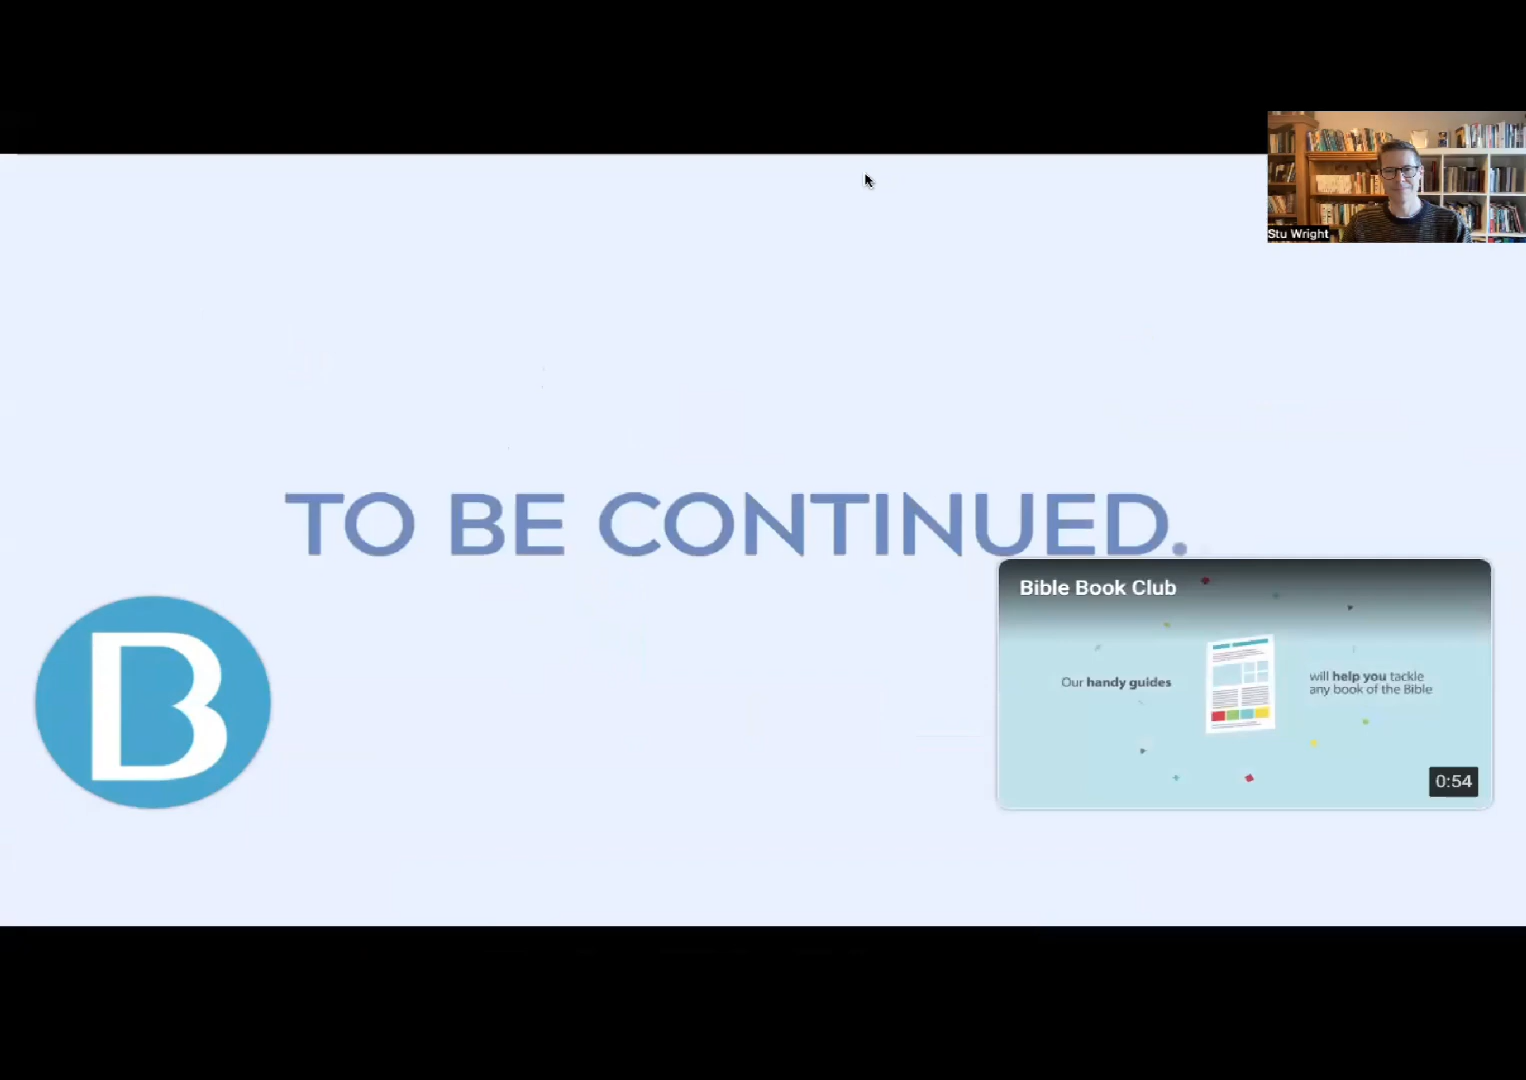 Stu Wright
TO BE CONTINUED.
Bible Book Club
Our handy guides
will help you tackle
any book of the Bible
0:54
B